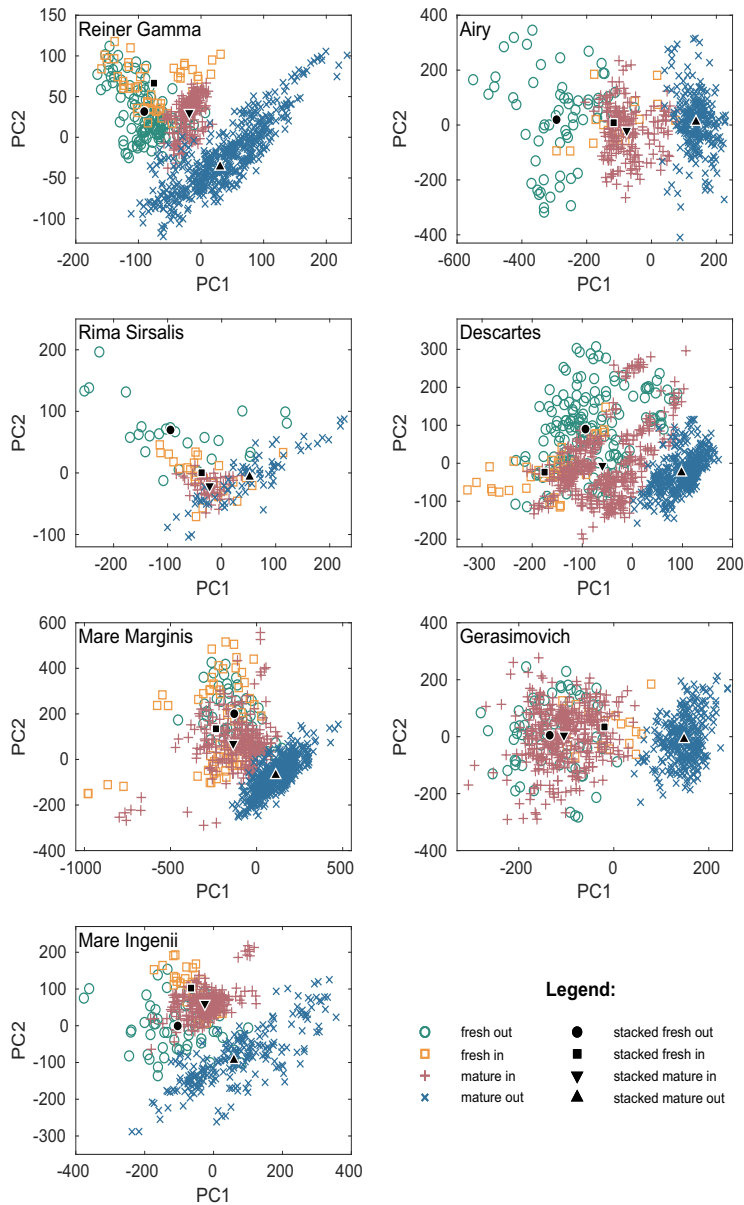 Reiner Gamma
150
100
50
0
-50
-100
PC2
-200
-100
0
100
200
PC1
Airy
400
200
0
-200
-400
PC2
-600
-400
-200
0
200
PC1
Rima Sirsalis
200
100
0
-100
PC2
-200
-100
0
100
200
PC1
Descartes
300
200
100
0
-100
-200
PC2
-300
-200
-100
0
100
200
PC1
Mare Marginis
600
400
200
0
-200
-400
PC2
-1000
-500
0
500
PC1
Gerasimovich
400
200
0
-200
-400
PC2
-200
0
200
PC1
Mare Ingenii
200
100
0
-100
-200
-300
PC2
-400
-200
0
200
400
PC1
Legend:
fresh out
stacked fresh out
fresh in
stacked fresh in
mature in
stacked mature in
mature out
stacked mature out